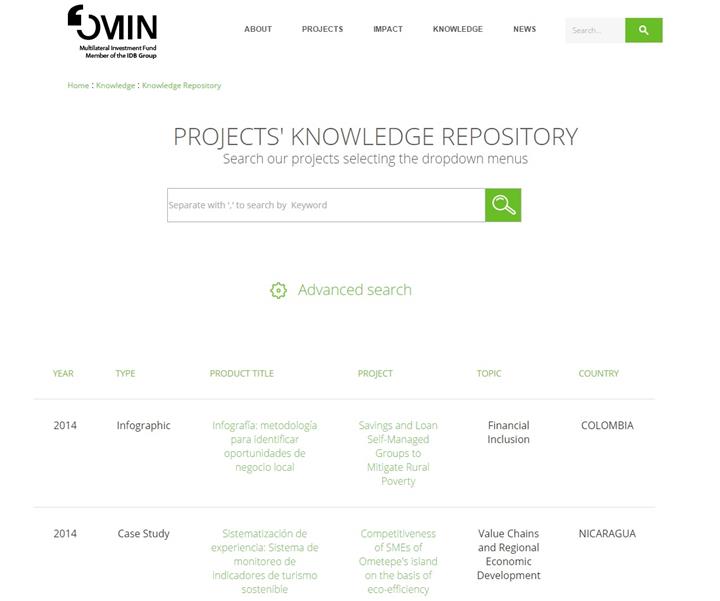 FOMIN
Multilateral Investment Fund
Member of the IDB Group
ABOUT PROJECTS IMPACT KNOWLEDGE NEWS Search...
Home : Knowledge : Knowledge Repository
PROJECTS' KNOWLEDGE REPOSITORY
Search our projects selecting the dropdown menus
Separate with ',' to search by Keyword
Advanced search
YEAR TYPE PRODUCT TITLE PROJECT TOPIC COUNTRY
2014 Infographic Infografía: metodología Savings and Loan Financial COLOMBIA
para identificar Self-Managed Inclusion
oportunidades de Groups to
negocio local Mitigate Rural
Poverty
2014 Case Study Sistematización de Competitiveness Value Chains NICARAGUA
experiencia: Sistema de of SMEs of and Regional
monitoreo de Ometepe's island Economic
indicadores de turismo on the basis of Development
sostenible eco-efficiency